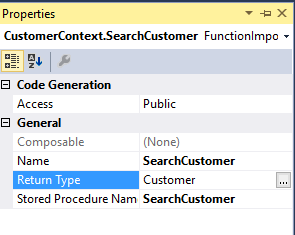 Properties
CustomerContext.SearchCustomer FunctionImpo
Code Generation
Access Public
General
Composable (None)
Name SearchCustomer
Return Type Customer ...
Stored Procedure Nam SearchCustomer